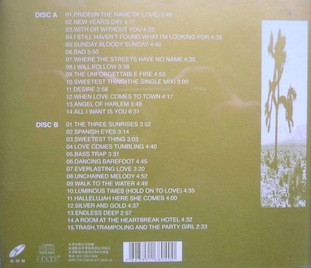 DISC A
01.PRIDE(IN THE NAME OF LOVE) 3:48
02.NEW YEAR'S DAY
03.WITH OR WITHOUT YOU 4:55
04.I STILL HAVEN'T FOUND WHAT I'M LOOKING FOR 4:36
05.SUNDAY BLOODY SUNDAY 4:40
06.BAD 5:50
07.WHERE THE STREETS HAVE NO NAME 4:35
08.I WILL FOLLOW 3:36
09.THE UNFORGETTABLE FIRE 4:53
10.SWEETEST THING(THE SINGLE MIX) 3:00
11.DESIRE 2:58
12.WHEN LOVE COMES TO TOWN 4:17
13.ANGEL OF HARLEM 3:49
14.ALL I WANT IS YOU 6:31
DISC B
01.THE THREE SUNRISES 3:52
02.SPANISH EYES 3:14
03.SWEETEST THING 3:03
04.LOVE COMES TUMBLING 4:40
05.BASS TRAP 3:31
06.DANCING BAREFOOT 4:45
07.EVERLASTING LOVE 3:20
08.UNCHAINED MELODY 4:52
09.WALK TO THE WATER 4:49
10.LUMINOUS TIMES (HOLD ON TO LOVE) 4:35
11.HALLELUJAH HERE SHE COMES 4:00
12.SILVER AND GOLD 4:37
13.ENDLESS DEEP 2:57
14.A ROOM AT THE HEARTBREAK HOTEL 4:32
15.TRASH,TRAMPOLINE AND THE PARTY GIRL 2:33